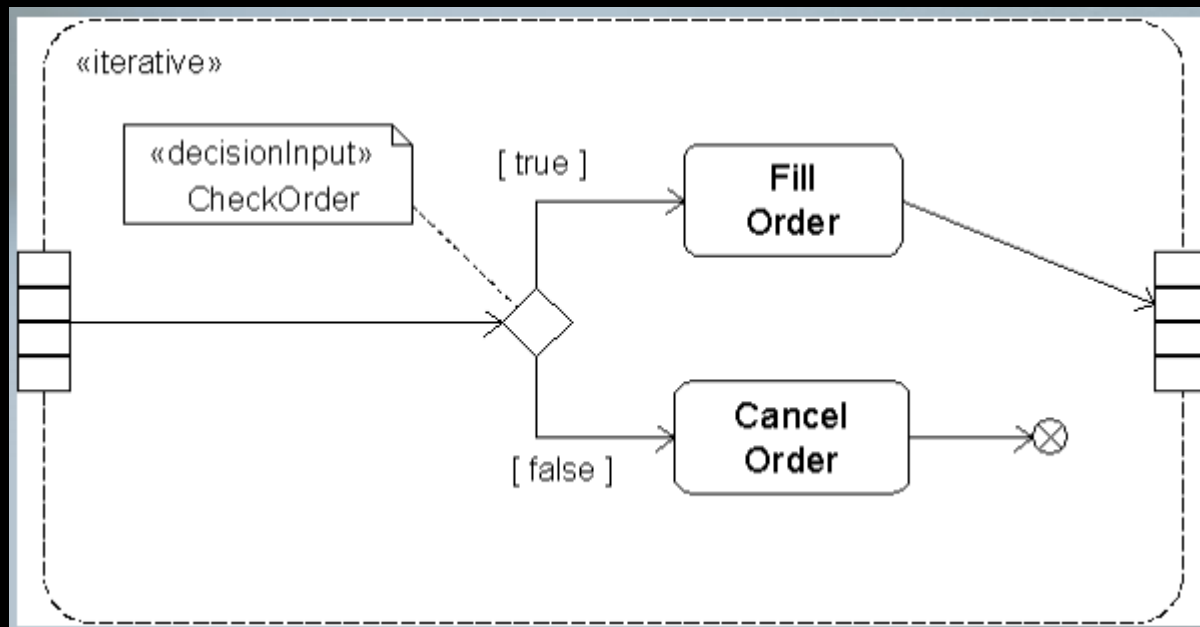 «iterative»
«decisionInput»
CheckOrder
[ true ]
Fill
Order
Cancel
Order
[ false ]